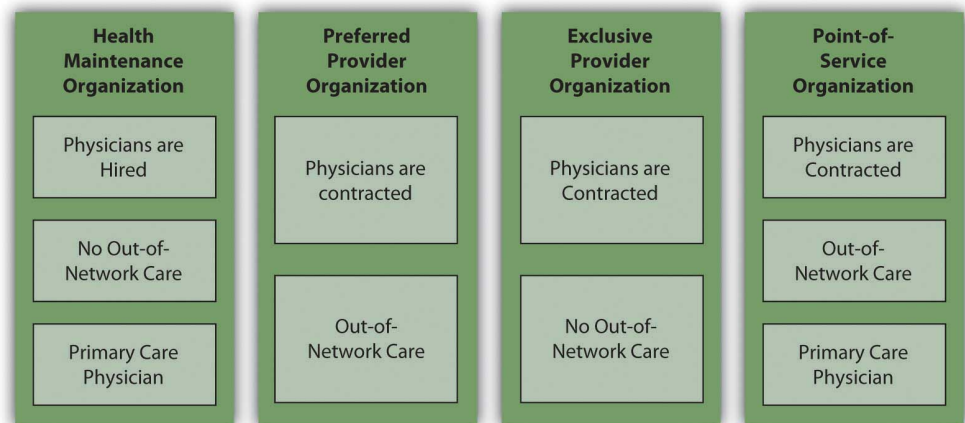 Health
Maintenance
Organization
Physicians are
Hired
No Out-of-
Network Care
Primary Care
Physician
Preferred
Provider
Organization
Physicians are
contracted
Out-of-
Network Care
Exclusive
Provider
Organization
Physicians are
Contracted
No Out-of-
Network Care
Point-of-
Service
Organization
Physicians are
Contracted
Out-of-
Network Care
Primary Care
Physician